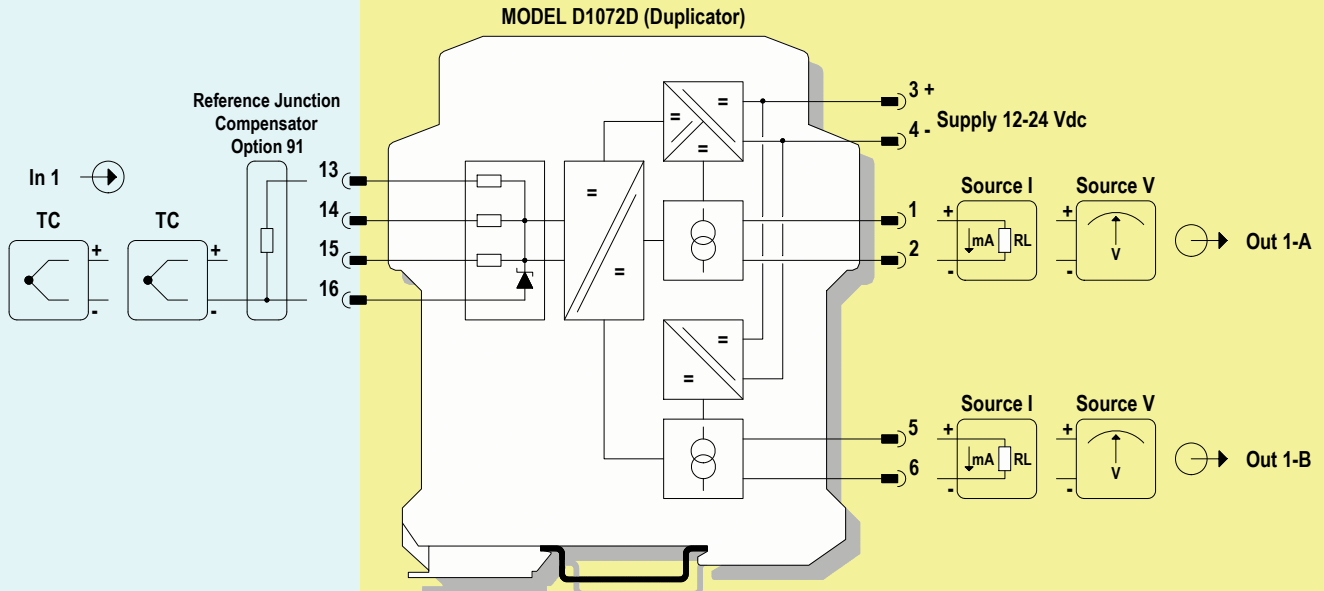 MODEL D1072D (Duplicator)
Reference Junction
Compensator
Option 91
In 1
TC
+
-
TC
+
-
13
14
15
16
=
=
=
=
=
=
=
3 +
4 -
Supply 12-24 Vdc
1
2
Source I
+
-
mA
RL
Source V
+
-
V
Out 1-A
5
6
Source I
+
-
mA
RL
Source V
+
-
V
Out 1-B